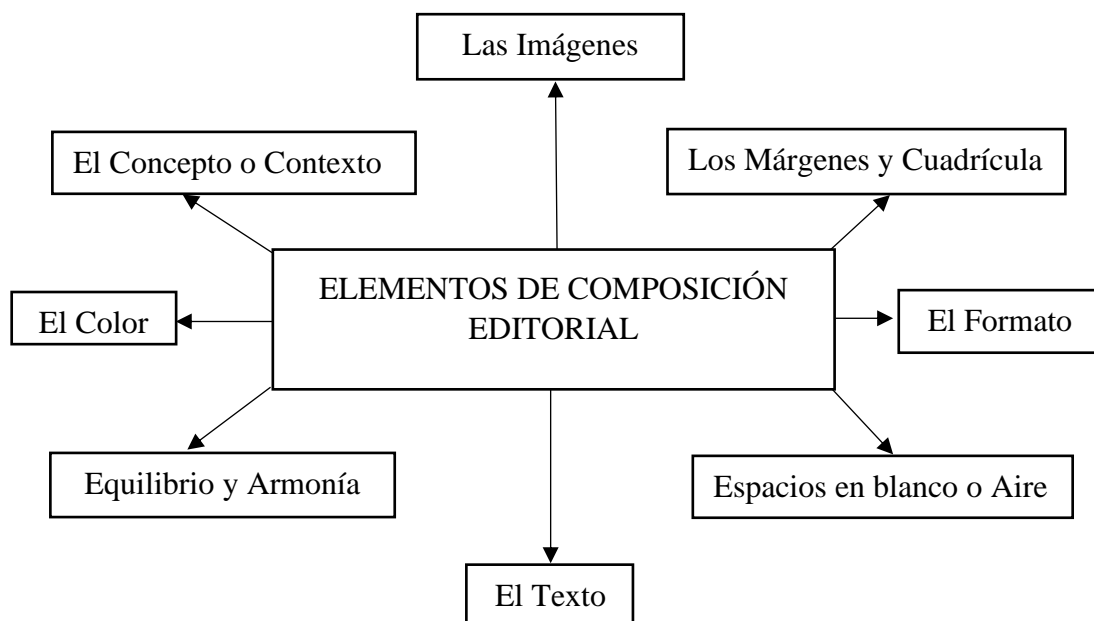 Las Imágenes
El Concepto o Contexto
Los Márgenes y Cuadrícula
ELEMENTOS DE COMPOSICIÓN
EDITORIAL
El Color
El Formato
Equilibrio y Armonía
Espacios en blanco o Aire
El Texto